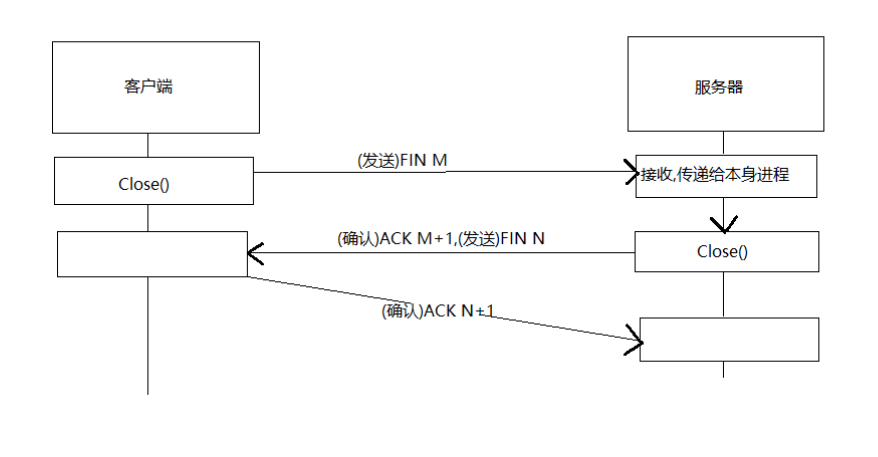 客户端
服务器
(发送)FIN M
接收,传递给本身进程
Close()
(确认)ACK M+1,(发送)FIN N
Close()
(确认)ACK N+1